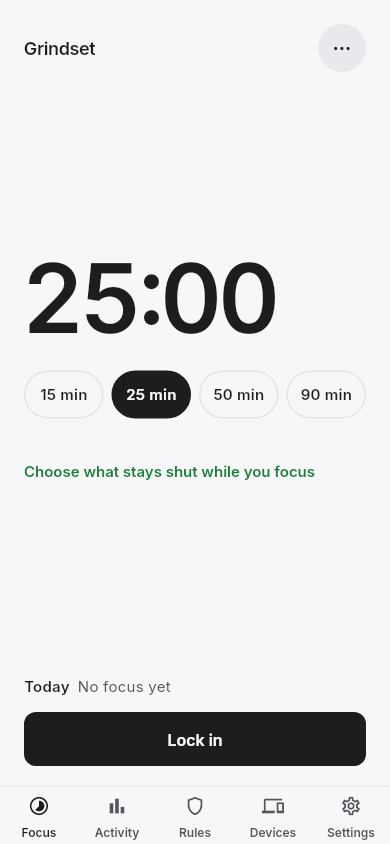 Grindset
25:00
15 min 25 min 50 min 90 min
Choose what stays shut while you focus
Today No focus yet
Lock in
Focus Activity Rules Devices Settings